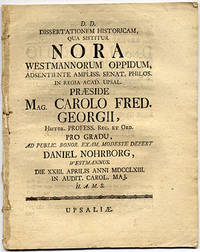 D. D.
DISSERTATIONEM HISTORICAM,
QUA SISTITUR
NORA
WESTMANNORUM OPPIDUM,
ADSENTIENTE AMPLISS. SENAT. PHILOS.
IN REGIA ACAD. UPSAL.
PRÆSIDE
MAG. CAROLO FRED.
GEORGII,
HISTOR. PROFESS. REG. ET ORD.
PRO GRADU,
AD PUBLIC. BONOR. EXAM. MODESTE DEFERT
DANIEL NOHRBORG,
WESTMANNUS.
DIE XXIII. APRILIS ANNI MDCCLXIII.
IN AUDIT. CAROL. MAJ.
H. A. M. S.
UPSALIÆ,